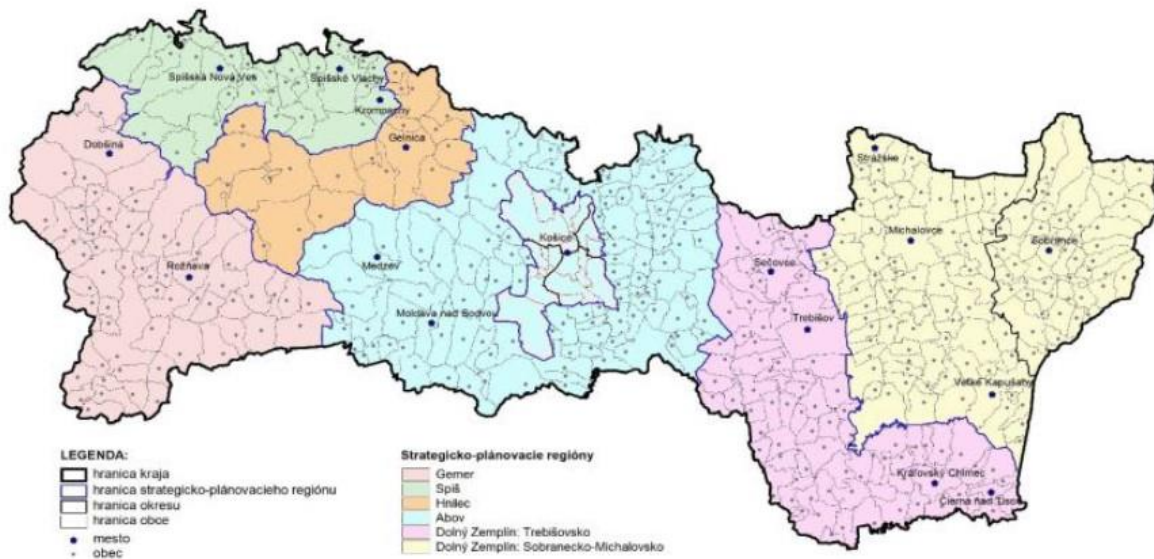 Spišská Nová Ves
Spišské Vlachy
Krompachy
Gelnica
Dobšiná
Rožňava
Medzev
Moldava nad Bodvou
Košice
Strážske
Michalovce
Sobrance
Sečovce
Trebišov
Veľké Kapušany
Kráľovský Chlmec
Čierna nad Tisou
LEGENDA:
hranica kraja
hranica strategicko-plánovacieho regiónu
hranica okresu
hranica obce
mesto
obec
Strategicko-plánovacie regióny
Gemer
Spiš
Hnilec
Abov
Dolný Zemplín: Trebišovsko
Dolný Zemplín: Sobranecko-Michalovsko